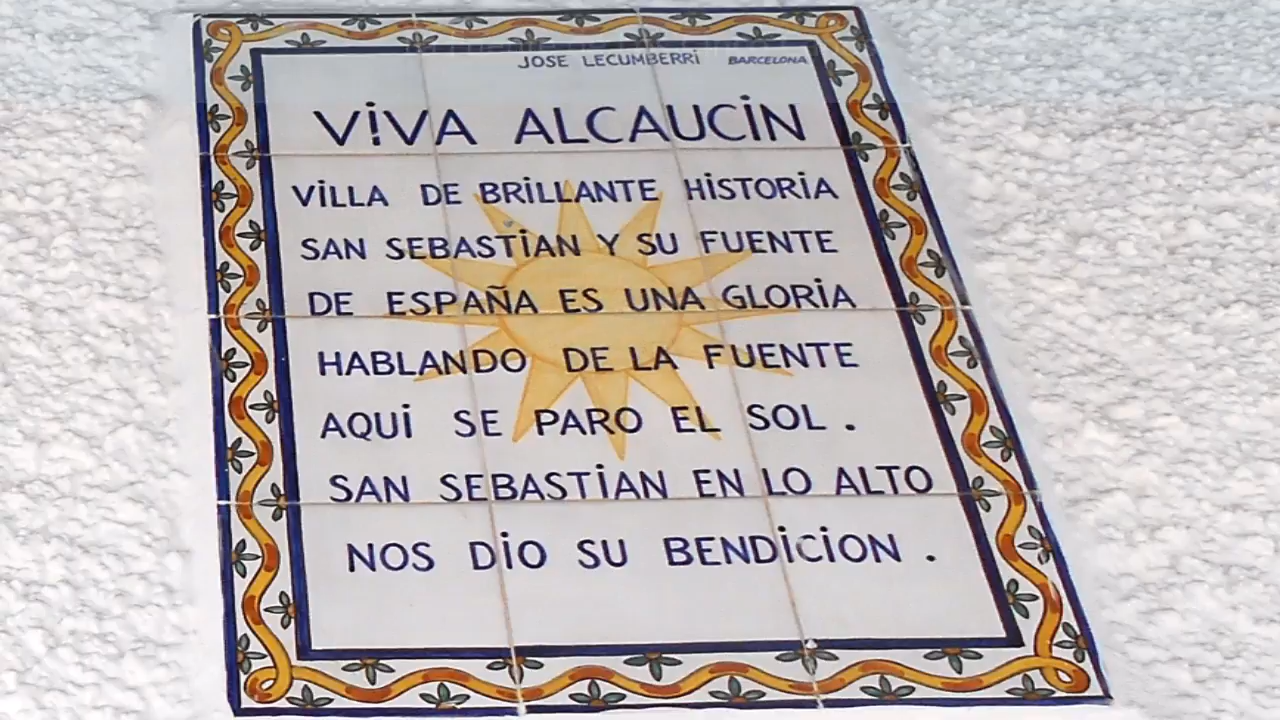 JOSE LECUMBERRi BARCELONA
ViVA ALCAUCiN
ViLLA DE BRiLLANTE HiSTORiA
SAN SEBASTiAN Y SU FUENTE
DE ESPAÑA ES UNA GLORiA
HABLANDO DE LA FUENTE
AQUi SE PARO EL SOL .
SAN SEBASTiAN EN LO ALTO
NOS DiO SU BENDiCiON .